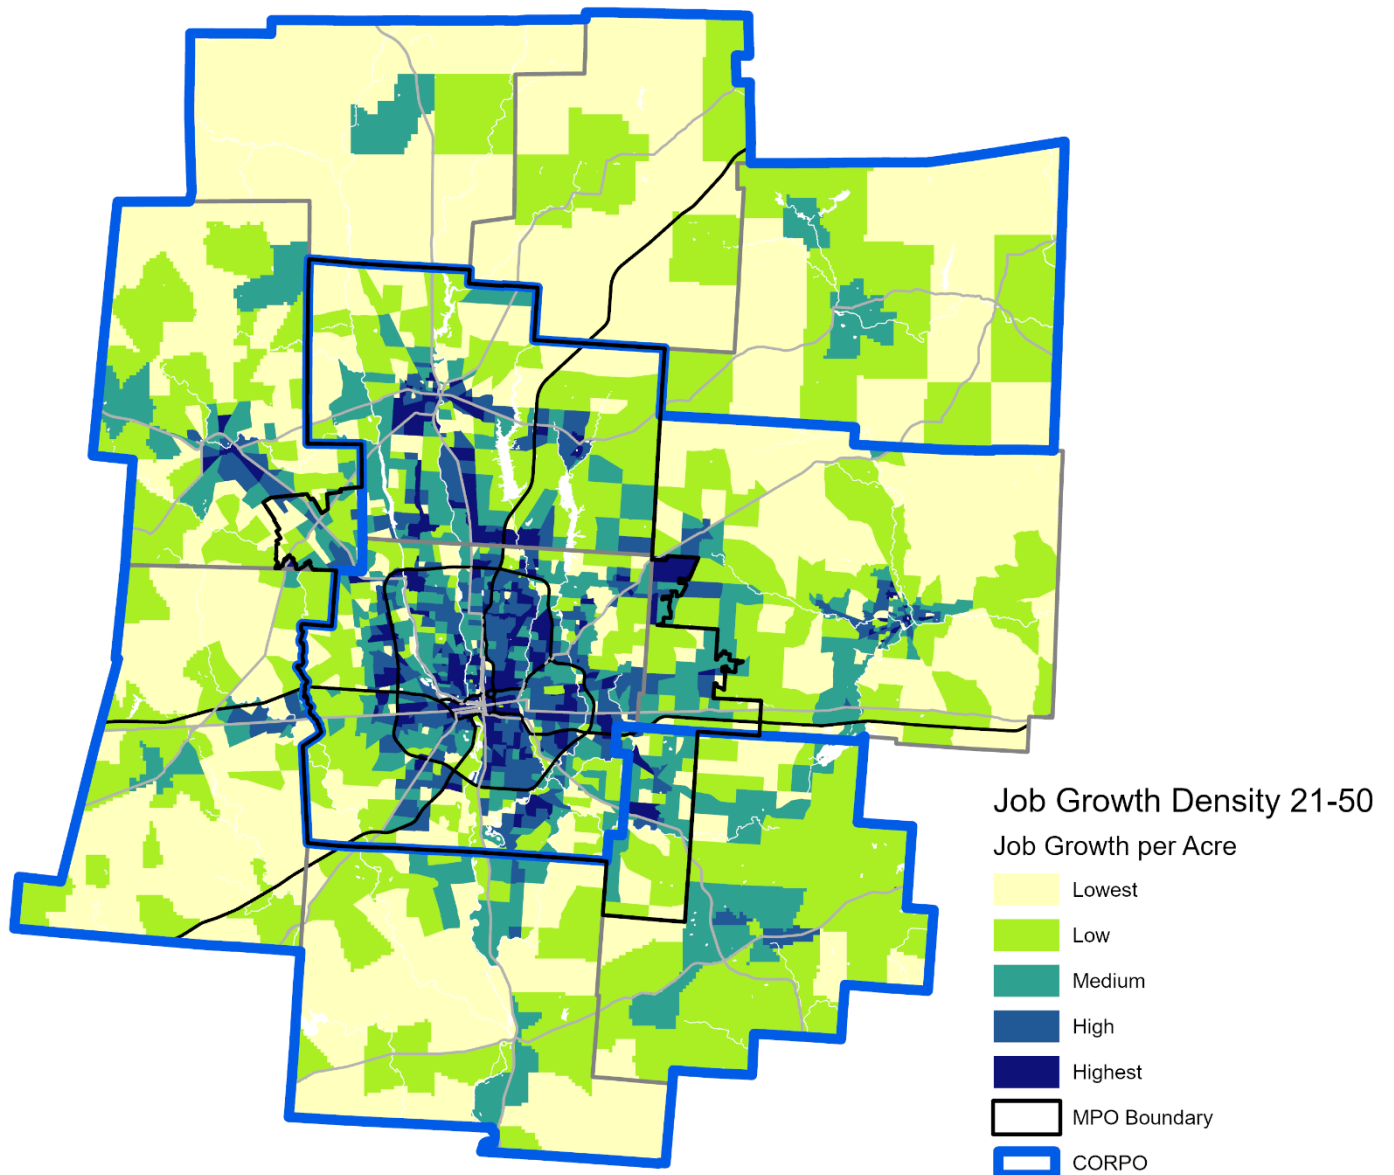 Job Growth Density 21-50
Job Growth per Acre
Lowest
Low
Medium
High
Highest
MPO Boundary
CORPO